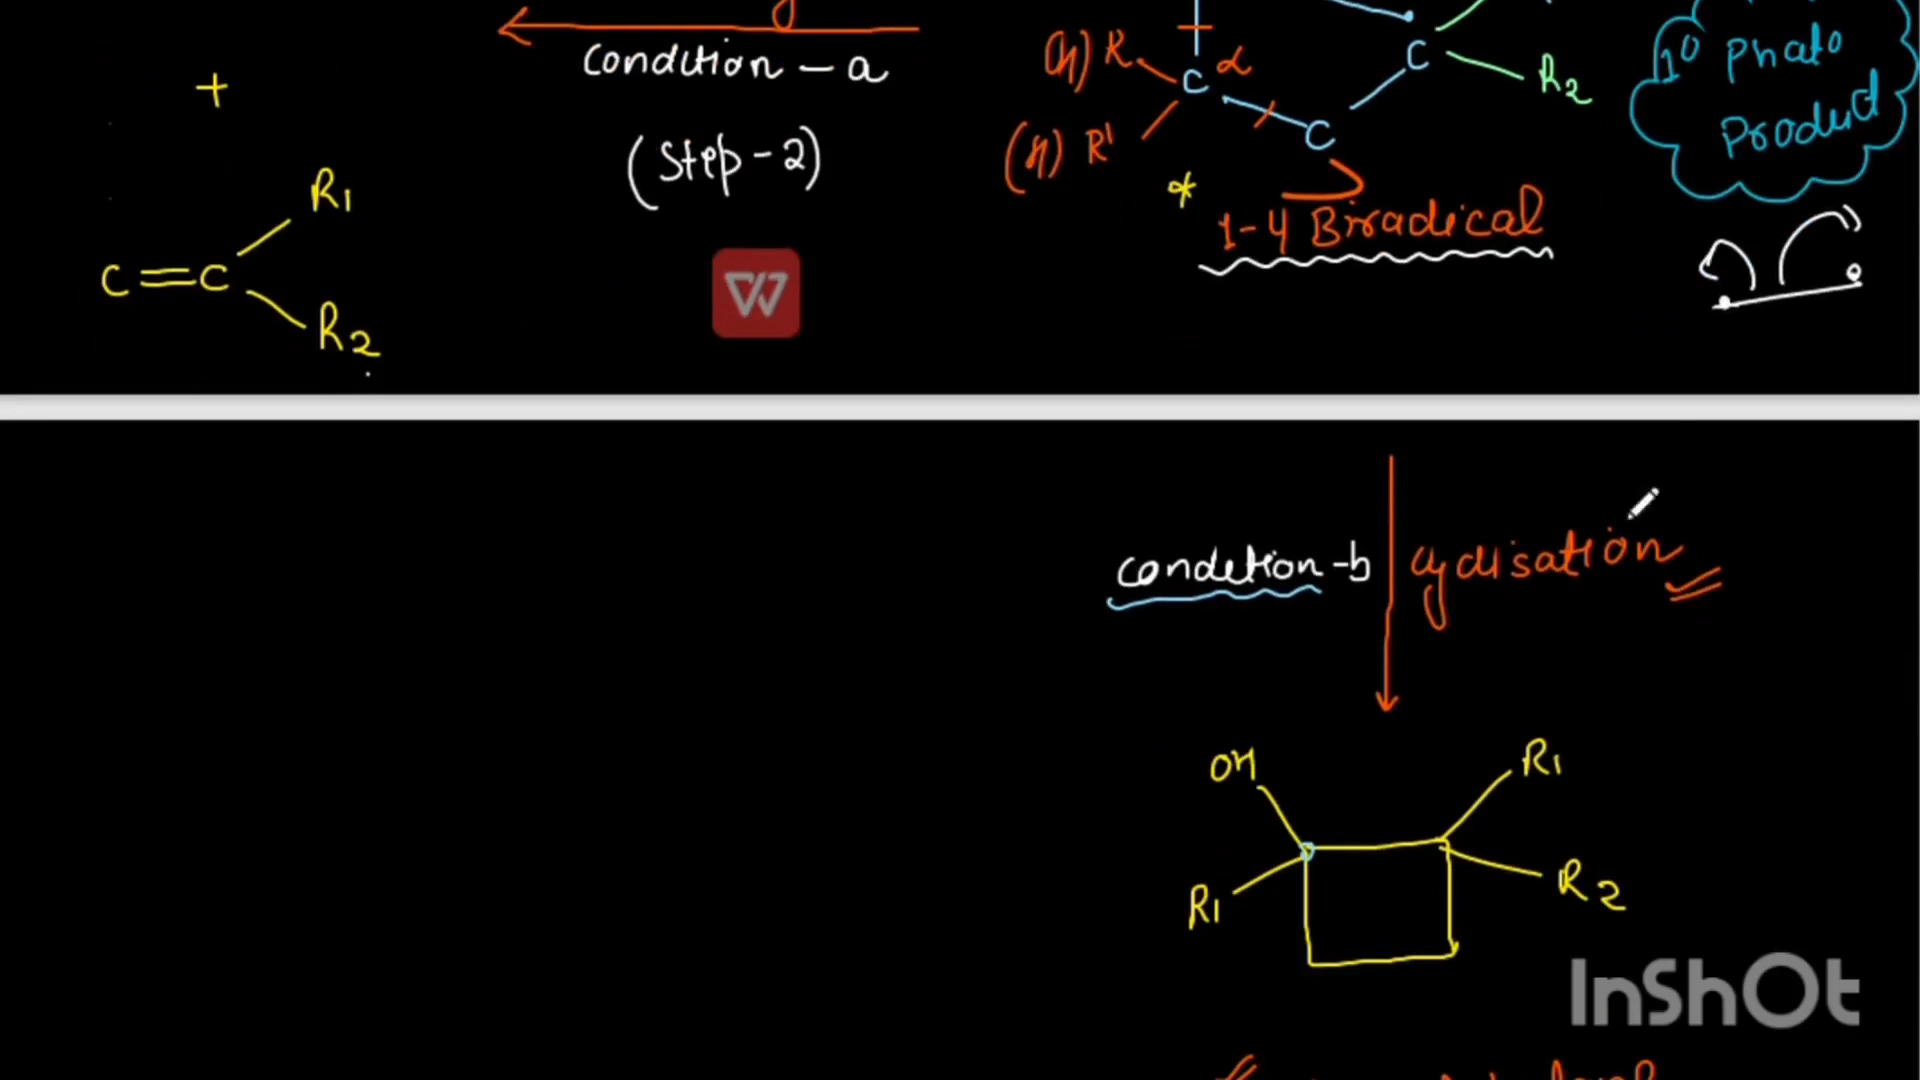 condition - a
(Step-2)
+
R1
C=C
R2
(H) R
C
α
C
C
R2
(H) R'
*
1-4 Biradical
1° Photo
Product
W
condition -b
cyclisation
OH
R1
R1
R2
InShOt